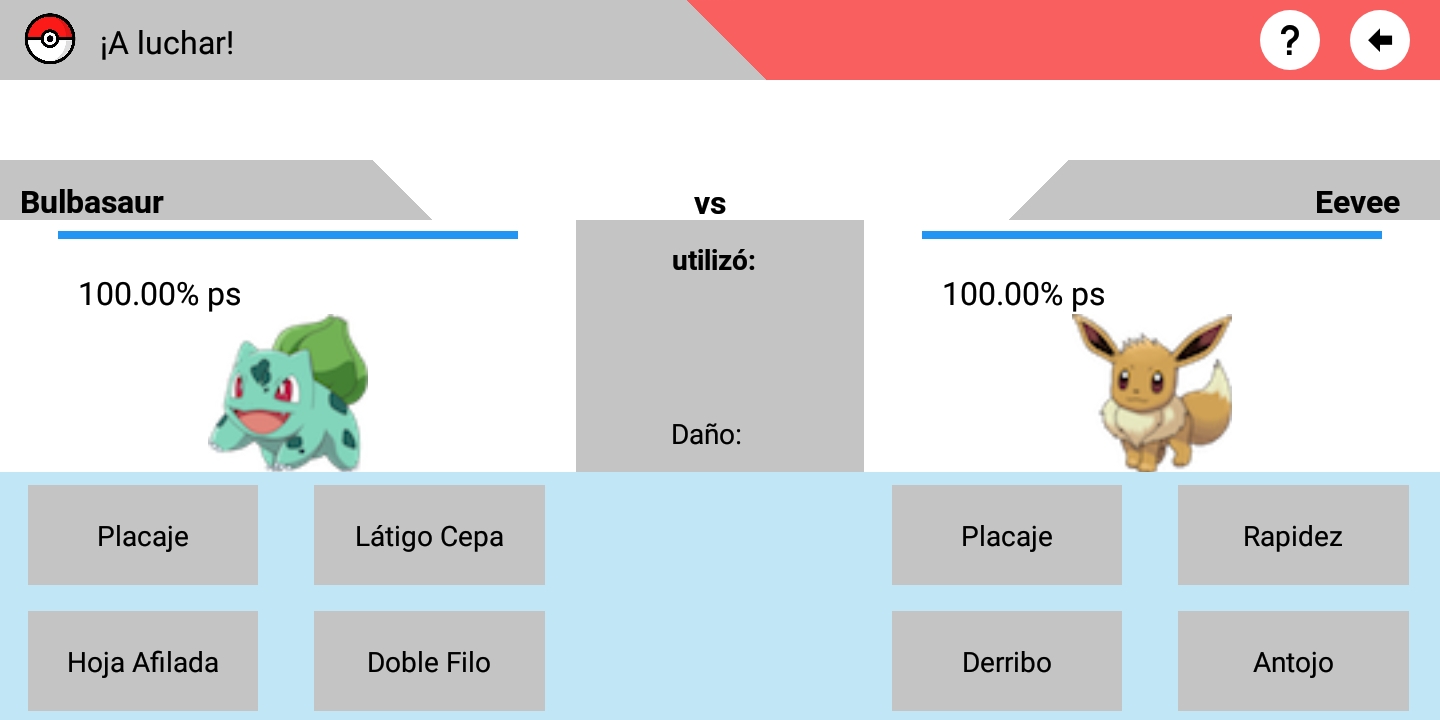 ¡A luchar!
?
Bulbasaur
vs
Eevee
utilizó:
100.00% ps
100.00% ps
Daño:
Placaje
Látigo Cepa
Placaje
Rapidez
Hoja Afilada
Doble Filo
Derribo
Antojo